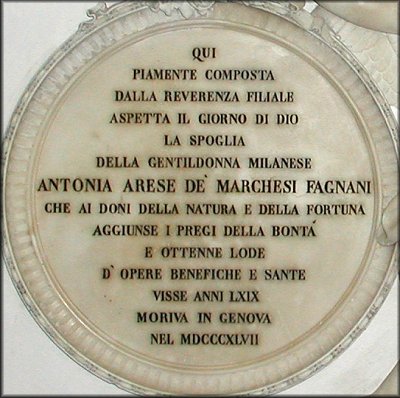 QUI
PIAMENTE COMPOSTA
DALLA REVERENZA FILIALE
ASPETTA IL GIORNO DI DIO
LA SPOGLIA
DELLA GENTILDONNA MILANESE
ANTONIA ARESE DE' MARCHESI FAGNANI
CHE AI DONI DELLA NATURA E DELLA FORTUNA
AGGIUNSE I PREGI DELLA BONTÁ
E OTTENNE LODE
D' OPERE BENEFICHE E SANTE
VISSE ANNI LXIX
MORIVA IN GENOVA
NEL MDCCCXLVII